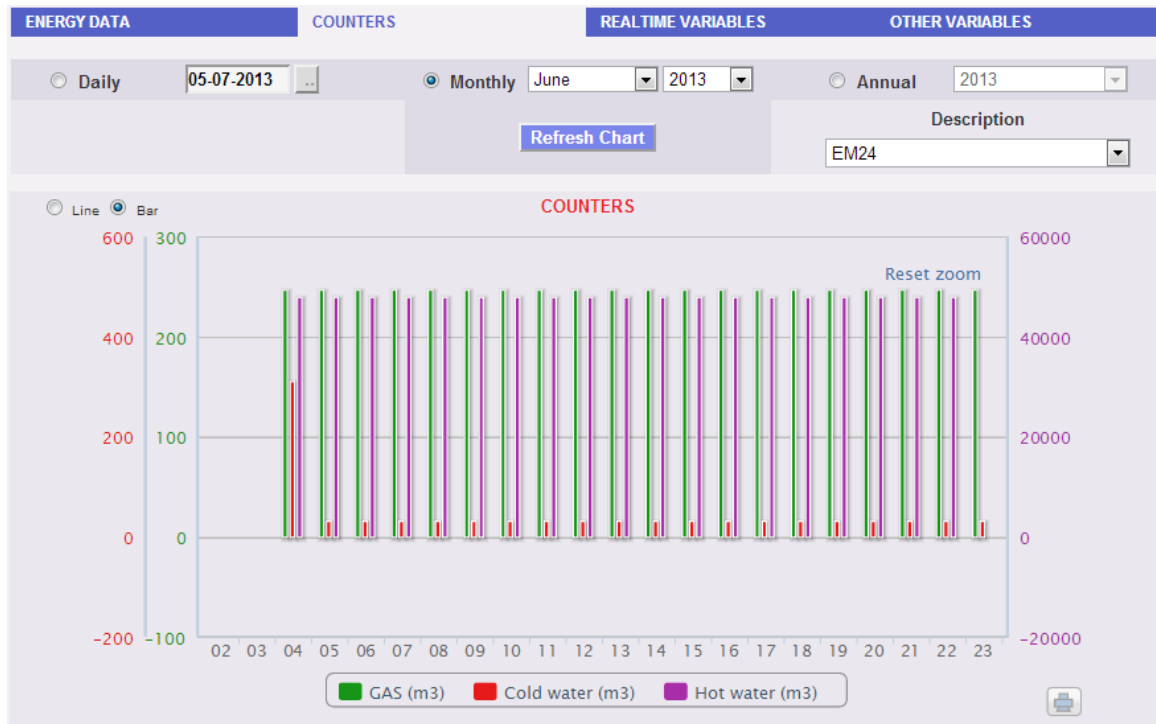 ENERGY DATA COUNTERS REALTIME VARIABLES OTHER VARIABLES
Daily 05-07-2013 .. Monthly June 2013 Annual 2013
Refresh Chart
Description
EM24
Line Bar
COUNTERS
600 300 60000
Reset zoom
400 200 40000
200 100 20000
0 0 0
-200 -100 -20000
02 03 04 05 06 07 08 09 10 11 12 13 14 15 16 17 18 19 20 21 22 23
GAS (m3) Cold water (m3) Hot water (m3)